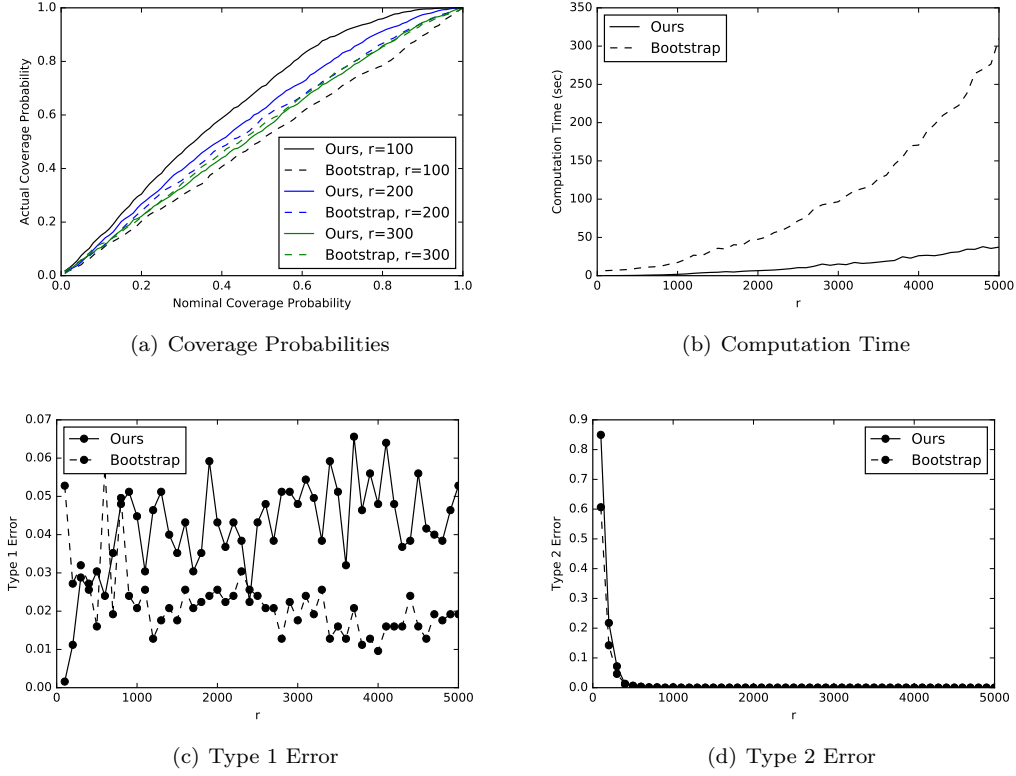 1.0
0.8
0.6
0.4
0.2
0.0
Actual Coverage Probability
Ours, r=100
Bootstrap, r=100
Ours, r=200
Bootstrap, r=200
Ours, r=300
Bootstrap, r=300
0.0 0.2 0.4 0.6 0.8 1.0
Nominal Coverage Probability
(a) Coverage Probabilities
350
300
250
200
150
100
50
0
Computation Time (sec)
Ours
Bootstrap
0 1000 2000 3000 4000 5000
r
(b) Computation Time
0.07
0.06
0.05
0.04
0.03
0.02
0.01
0.00
Type 1 Error
Ours
Bootstrap
0 1000 2000 3000 4000 5000
r
(c) Type 1 Error
0.9
0.8
0.7
0.6
0.5
0.4
0.3
0.2
0.1
0.0
Type 2 Error
Ours
Bootstrap
0 1000 2000 3000 4000 5000
r
(d) Type 2 Error